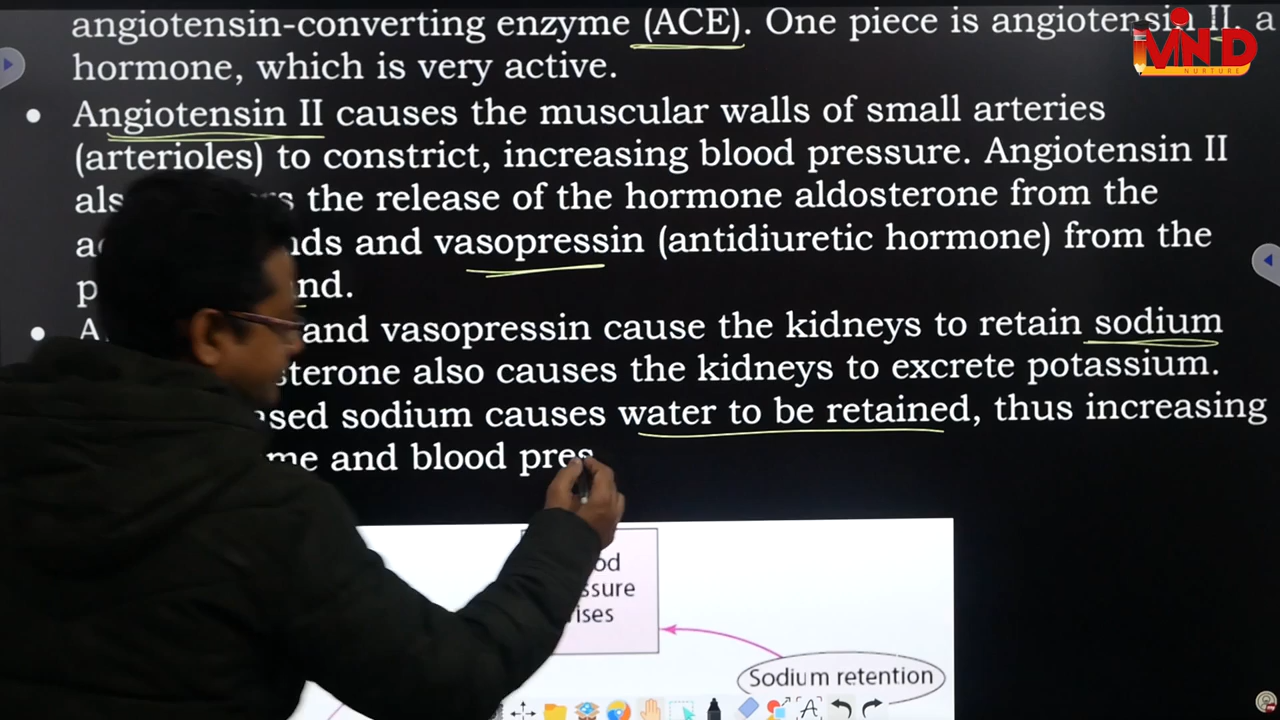 angiotensin-converting enzyme (ACE). One piece is angiotensin II, a
hormone, which is very active.
MIND
NURTURE
• Angiotensin II causes the muscular walls of small arteries
(arterioles) to constrict, increasing blood pressure. Angiotensin II
the release of the hormone aldosterone from the
and vasopressin (antidiuretic hormone) from the
• and vasopressin cause the kidneys to retain sodium
also causes the kidneys to excrete potassium.
sodium causes water to be retained, thus increasing
and blood
Sodium retention